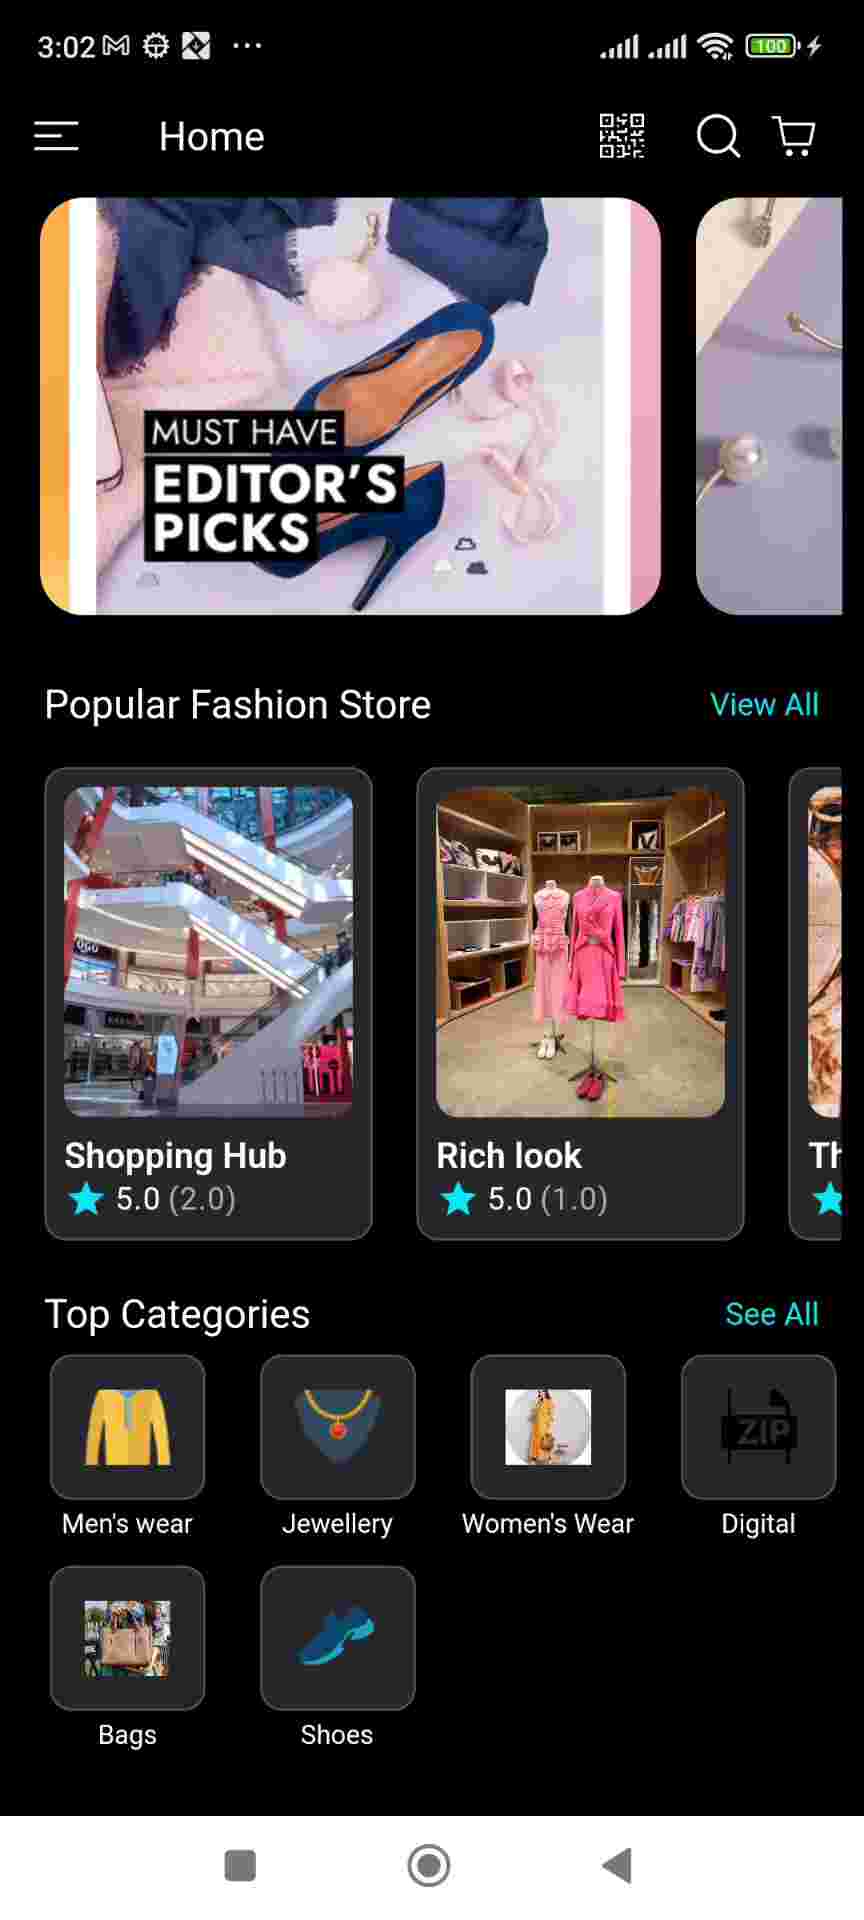 3:02
100
Home
MUST HAVE
EDITOR'S
PICKS
Popular Fashion Store
View All
Shopping Hub
5.0 (2.0)
Rich look
5.0 (1.0)
Th
Top Categories
See All
ZIP
Men's wear
Jewellery
Women's Wear
Digital
Bags
Shoes